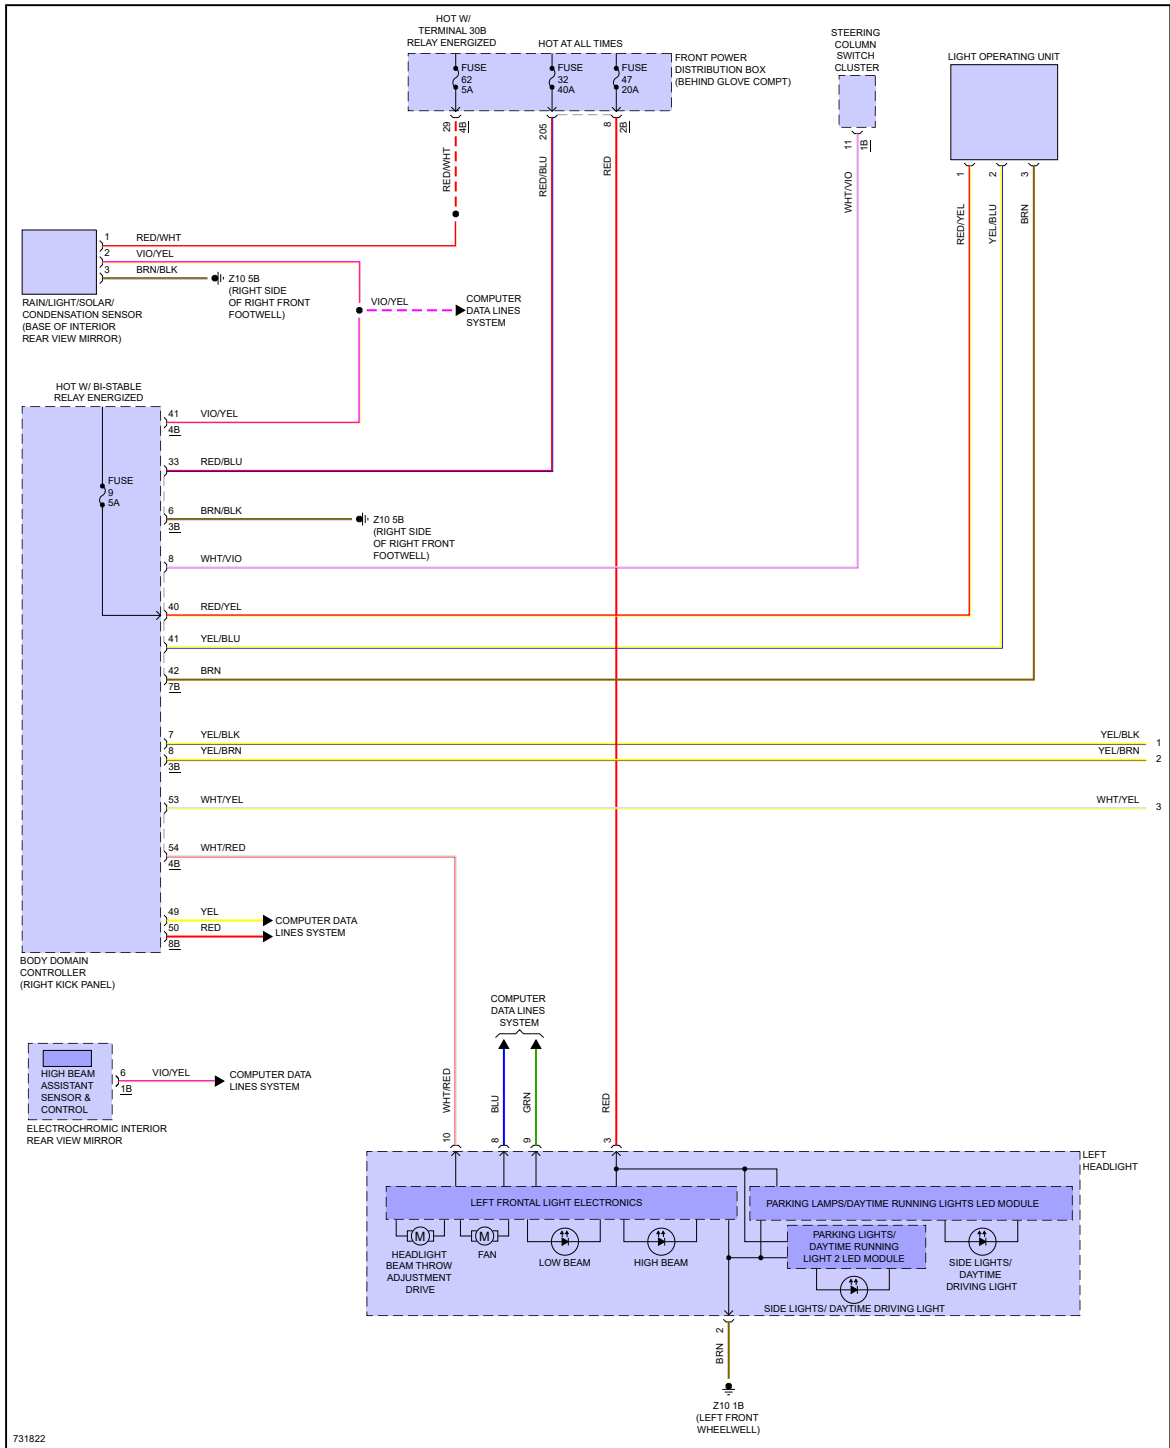 HOT W/
TERMINAL 30B
RELAY ENERGIZED
HOT AT ALL TIMES
FUSE
62
5A
FUSE
32
40A
FUSE
47
20A
FRONT POWER
DISTRIBUTION BOX
(BEHIND GLOVE COMPT)
STEERING
COLUMN
SWITCH
CLUSTER
LIGHT OPERATING UNIT
29
4B
205
8
2B
11
1B
1
2
3
RED/WHT
RED/BLU
RED
WHT/VIO
RED/YEL
YEL/BLU
BRN
1 RED/WHT
2 VIO/YEL
3 BRN/BLK
Z10 5B
(RIGHT SIDE
OF RIGHT FRONT
FOOTWELL)
RAIN/LIGHT/SOLAR/
CONDENSATION SENSOR
(BASE OF INTERIOR
REAR VIEW MIRROR)
VIO/YEL
COMPUTER
DATA LINES
SYSTEM
HOT W/ BI-STABLE
RELAY ENERGIZED
FUSE
9
5A
41 VIO/YEL
4B
33 RED/BLU
6 BRN/BLK
3B
Z10 5B
(RIGHT SIDE
OF RIGHT FRONT
FOOTWELL)
8 WHT/VIO
40 RED/YEL
41 YEL/BLU
42 BRN
7B
7 YEL/BLK YEL/BLK 1
8 YEL/BRN YEL/BRN 2
3B
53 WHT/YEL WHT/YEL 3
54 WHT/RED
4B
49 YEL
50 RED
8B
COMPUTER DATA
LINES SYSTEM
BODY DOMAIN
CONTROLLER
(RIGHT KICK PANEL)
COMPUTER
DATA LINES
SYSTEM
HIGH BEAM
ASSISTANT
SENSOR &
CONTROL
6 VIO/YEL
1B
COMPUTER DATA
LINES SYSTEM
ELECTROCHROMIC INTERIOR
REAR VIEW MIRROR
WHT/RED
BLU
GRN
RED
10
8
9
3
LEFT
HEADLIGHT
LEFT FRONTAL LIGHT ELECTRONICS
PARKING LAMPS/DAYTIME RUNNING LIGHTS LED MODULE
M
M
HEADLIGHT
BEAM THROW
ADJUSTMENT
DRIVE
FAN
LOW BEAM
HIGH BEAM
PARKING LIGHTS/
DAYTIME RUNNING
LIGHT 2 LED MODULE
SIDE LIGHTS/
DAYTIME
DRIVING LIGHT
SIDE LIGHTS/ DAYTIME DRIVING LIGHT
2
BRN
Z10 1B
(LEFT FRONT
WHEELWELL)
731822